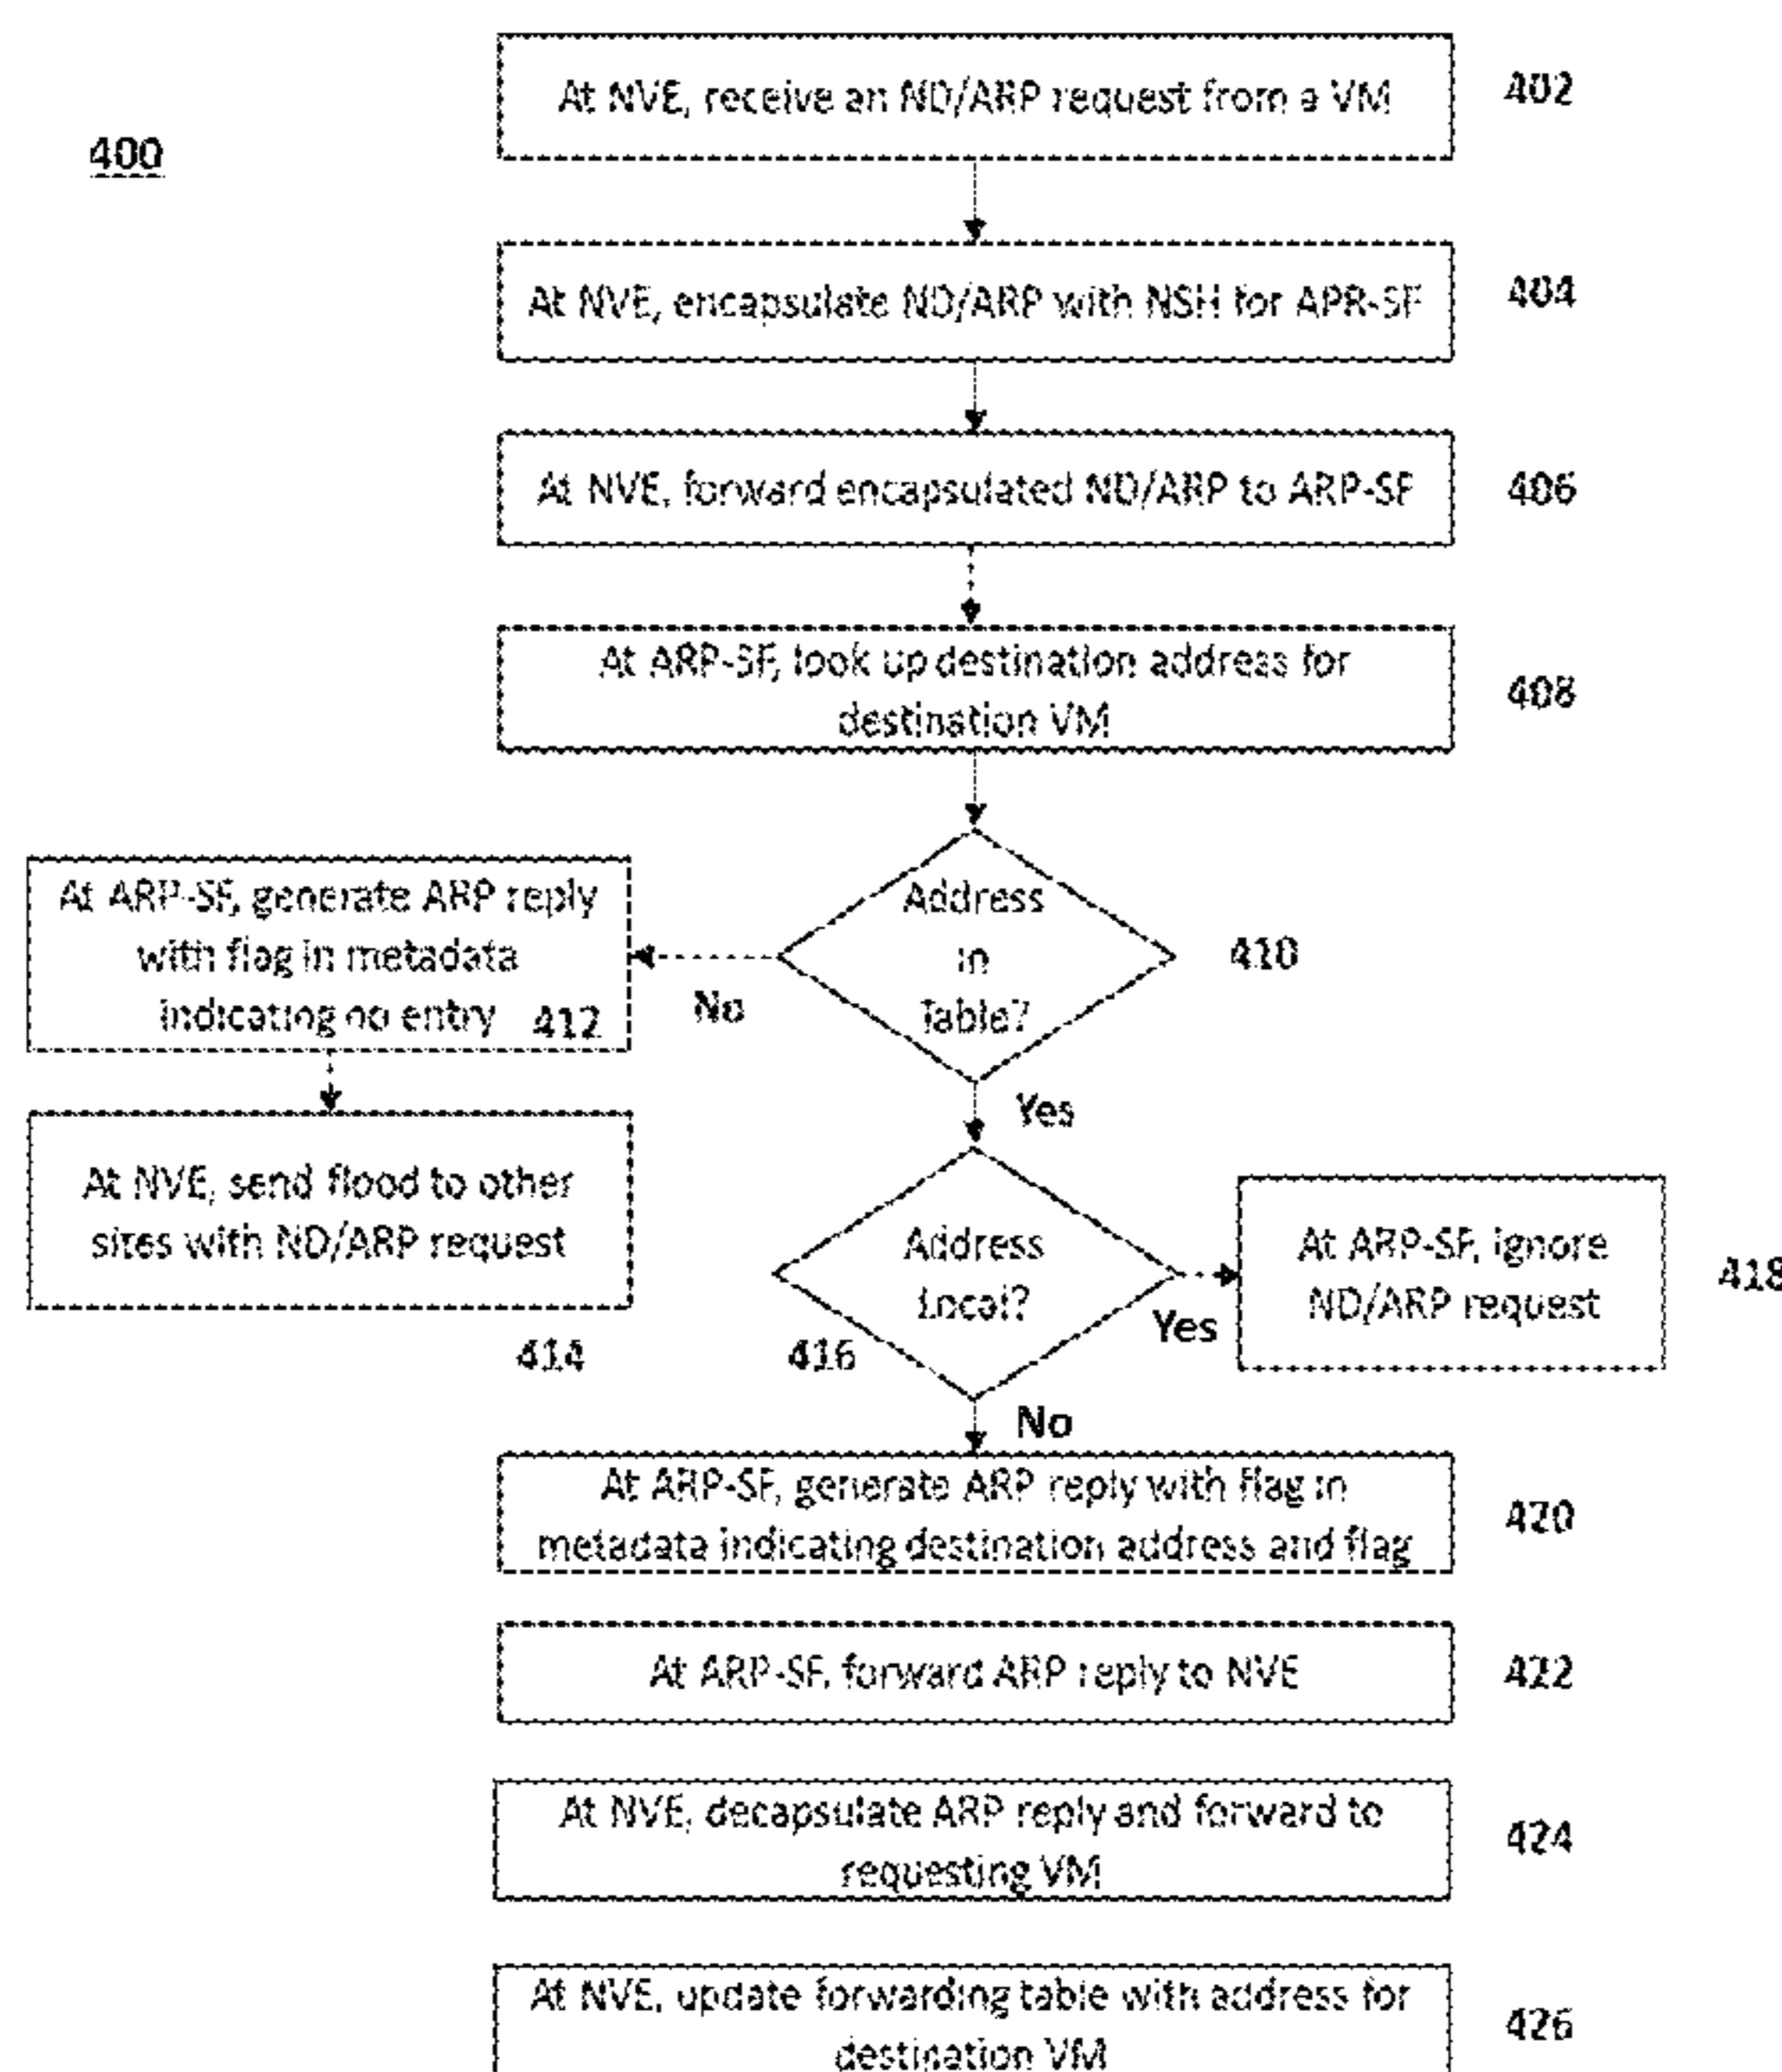 400
At NVE, receive an ND/ARP request from a VM
402
At NVE, encapsulate ND/ARP with NSH for APR-SF
404
At NVE, forward encapsulated ND/ARP to ARP-SF
406
At ARP-SF, look up destination address for
destination VM
408
Address
in
Table?
410
No
At ARP-SF, generate ARP reply
with flag in metadata
indicating no entry
412
At NVE, send flood to other
sites with ND/ARP request
414
Yes
Address
Local?
416
Yes
At ARP-SF, ignore
ND/ARP request
418
No
At ARP-SF, generate ARP reply with flag in
metadata indicating destination address and flag
420
At ARP-SF, forward ARP reply to NVE
422
At NVE, decapsulate ARP reply and forward to
requesting VM
424
At NVE, update forwarding table with address for
destination VM
426